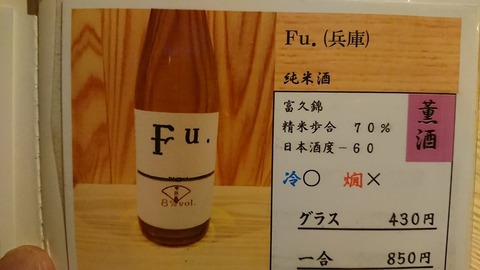 Fu.(兵庫)
純米酒
富久錦
精米歩合 70%
日本酒度-60
薫酒
冷○ 燗×
グラス 430円
一合 850円
Fu.
8%vol.